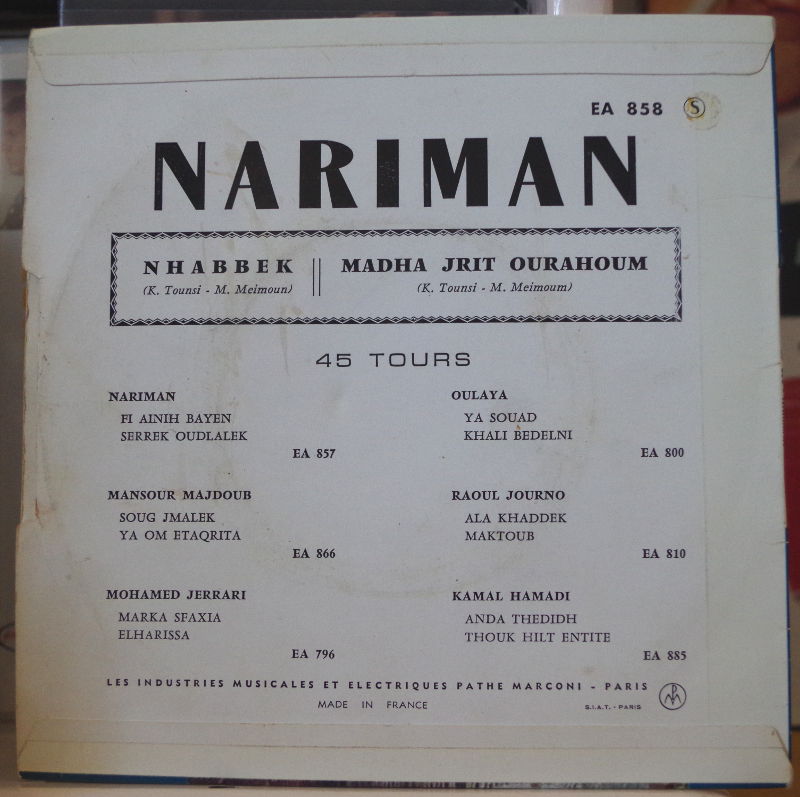 EA 858 S
NARIMAN
NHABBEK
(K. Tounsi - M. Meimoun)
MADHA JRIT OURAHOUM
(K. Tounsi - M. Meimoum)
45 TOURS
NARIMAN
FI AINIH BAYEN
SERREK OUDLALEK
EA 857
OULAYA
YA SOUAD
KHALI BEDELNI
EA 800
MANSOUR MAJDOUB
SOUG JMALEK
YA OM ETAQRITA
EA 866
RAOUL JOURNO
ALA KHADDEK
MAKTOUB
EA 810
MOHAMED JERRARI
MARKA SFAXIA
ELHARISSA
EA 796
KAMAL HAMADI
ANDA THEDIDH
THOUK HILT ENTITE
EA 885
LES INDUSTRIES MUSICALES ET ELECTRIQUES PATHE MARCONI - PARIS
MADE IN FRANCE
S.I.A.T. - PARIS